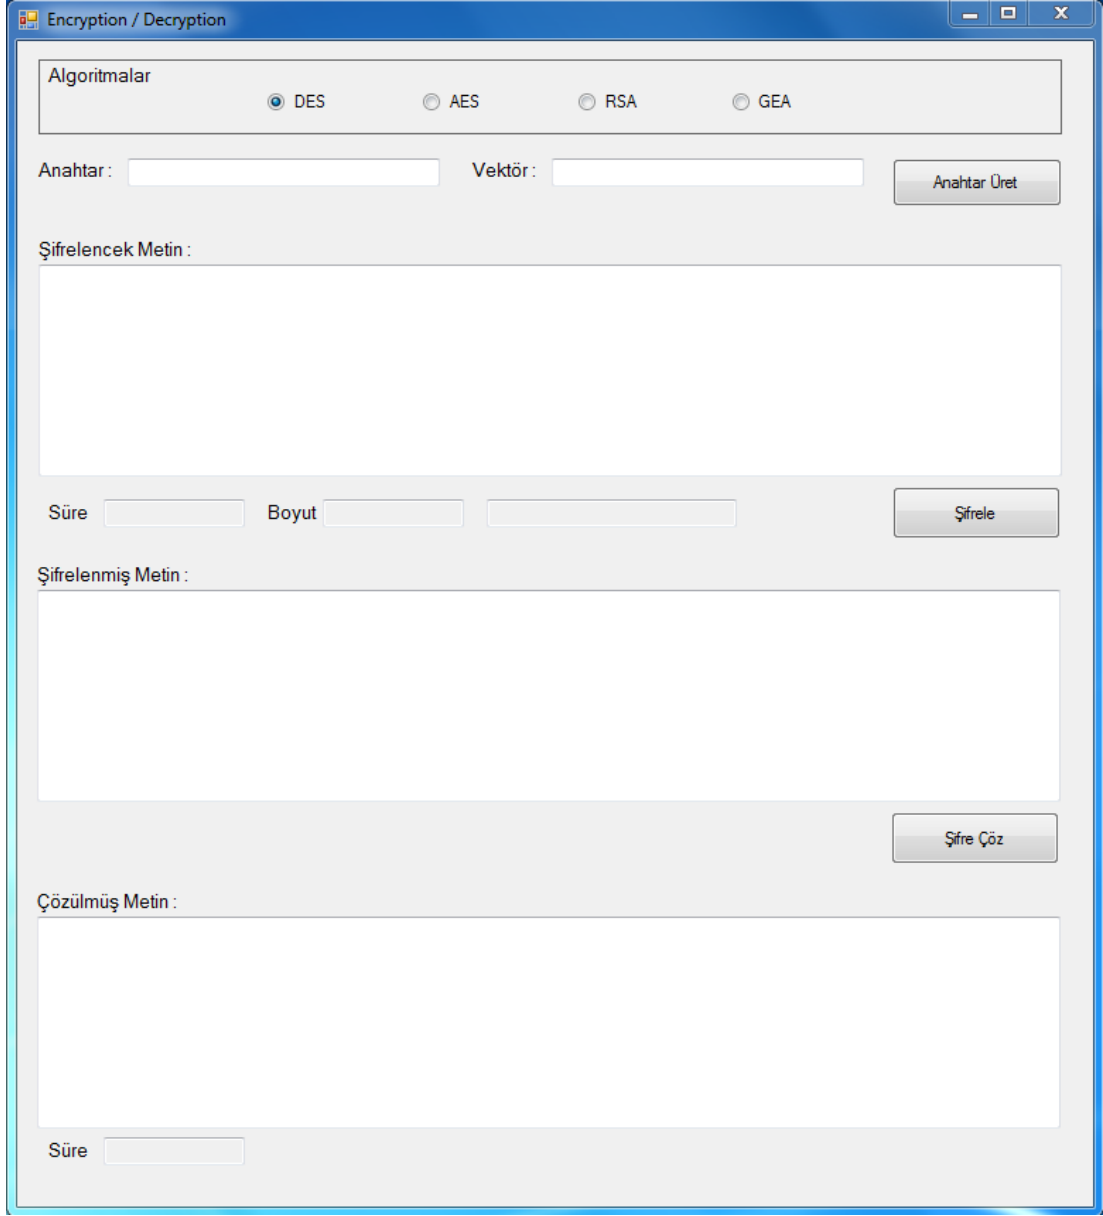 Encryption / Decryption
Algoritmalar
DES AES RSA GEA
Anahtar : Vektör : Anahtar Üret
Şifrelencek Metin :
Süre Boyut Şifrele
Şifrelenmiş Metin :
Şifre Çöz
Çözülmüş Metin :
Süre